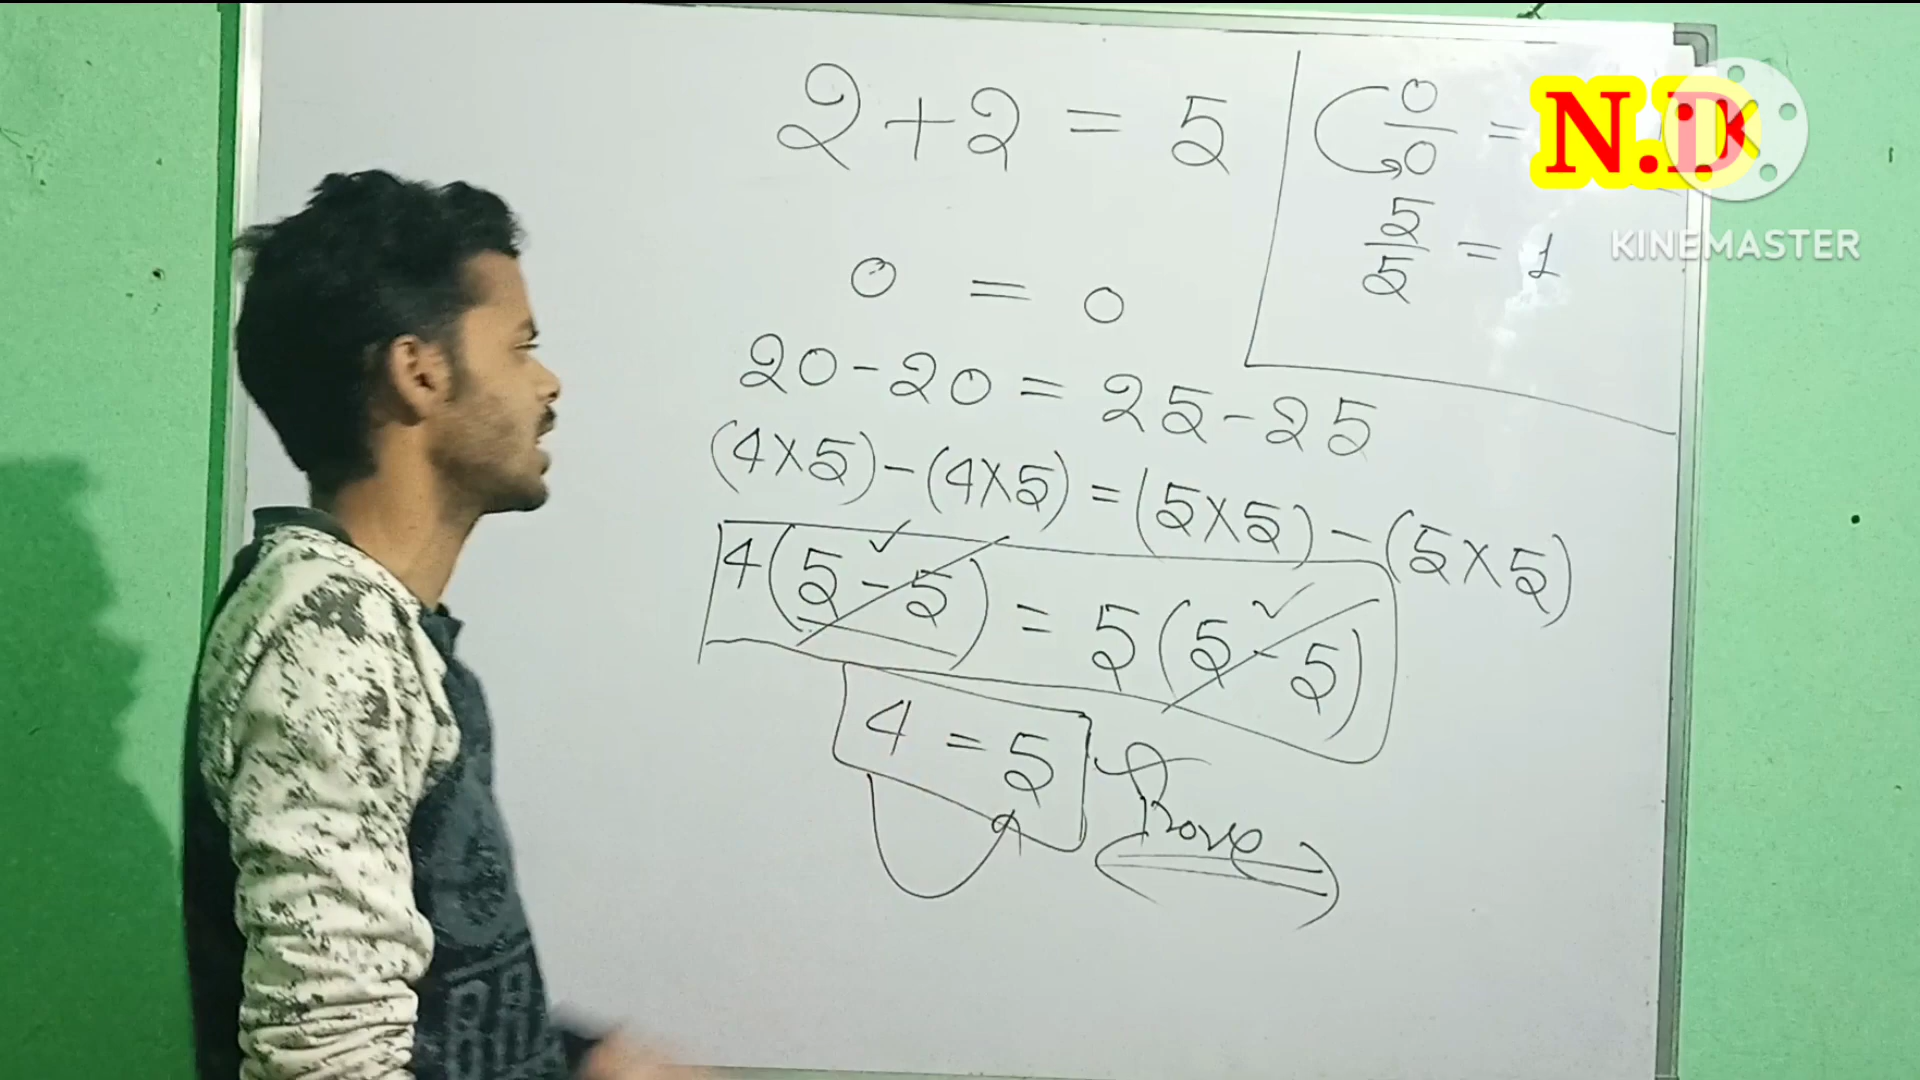 2+2 = 5
0/0 =
N.D
KINEMASTER
5/5 = 1
0 = 0
20-20 = 25-25
(4×5)-(4×5) = (5×5)-(5×5)
4(5-5) = 5(5-5)
4 = 5 Prove